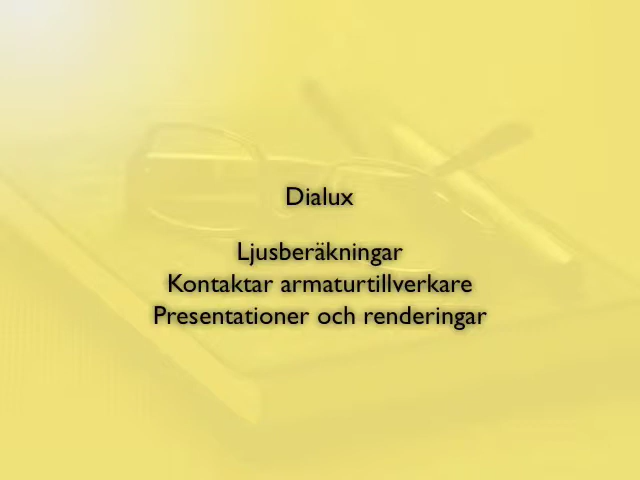 Dialux
Ljusberäkningar
Kontaktar armaturtillverkare
Presentationer och renderingar